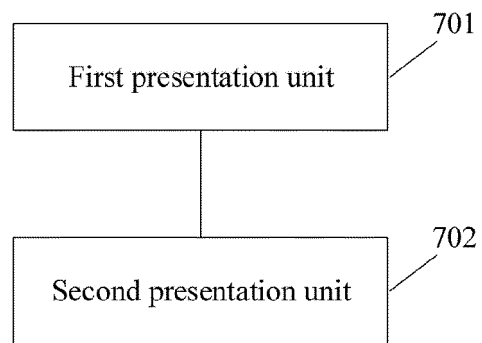 701
First presentation unit
702
Second presentation unit